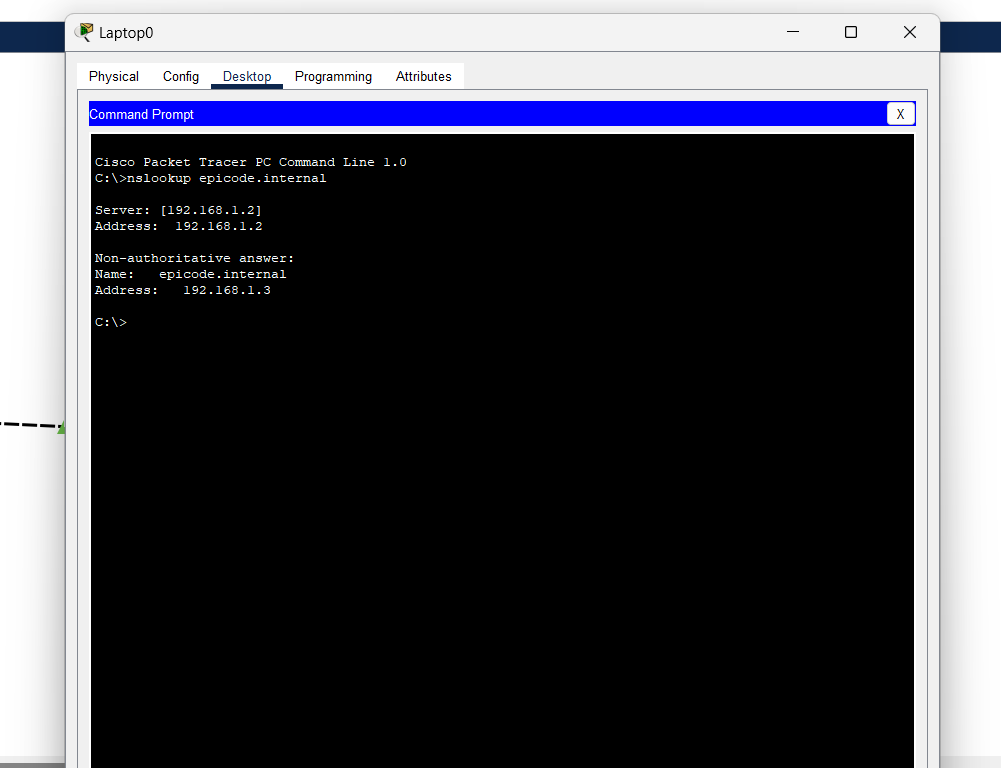 Laptop0
Physical Config Desktop Programming Attributes
Command Prompt X
Cisco Packet Tracer PC Command Line 1.0
C:\>nslookup epicode.internal
Server: [192.168.1.2]
Address:  192.168.1.2
Non-authoritative answer:
Name:   epicode.internal
Address:   192.168.1.3
C:\>